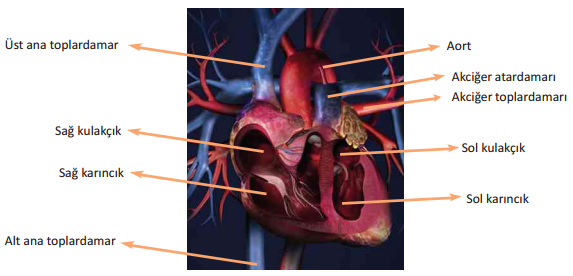 Üst ana toplardamar
Aort
Akciğer atardamarı
Akciğer toplardamarı
Sağ kulakçık
Sol kulakçık
Sağ karıncık
Sol karıncık
Alt ana toplardamar